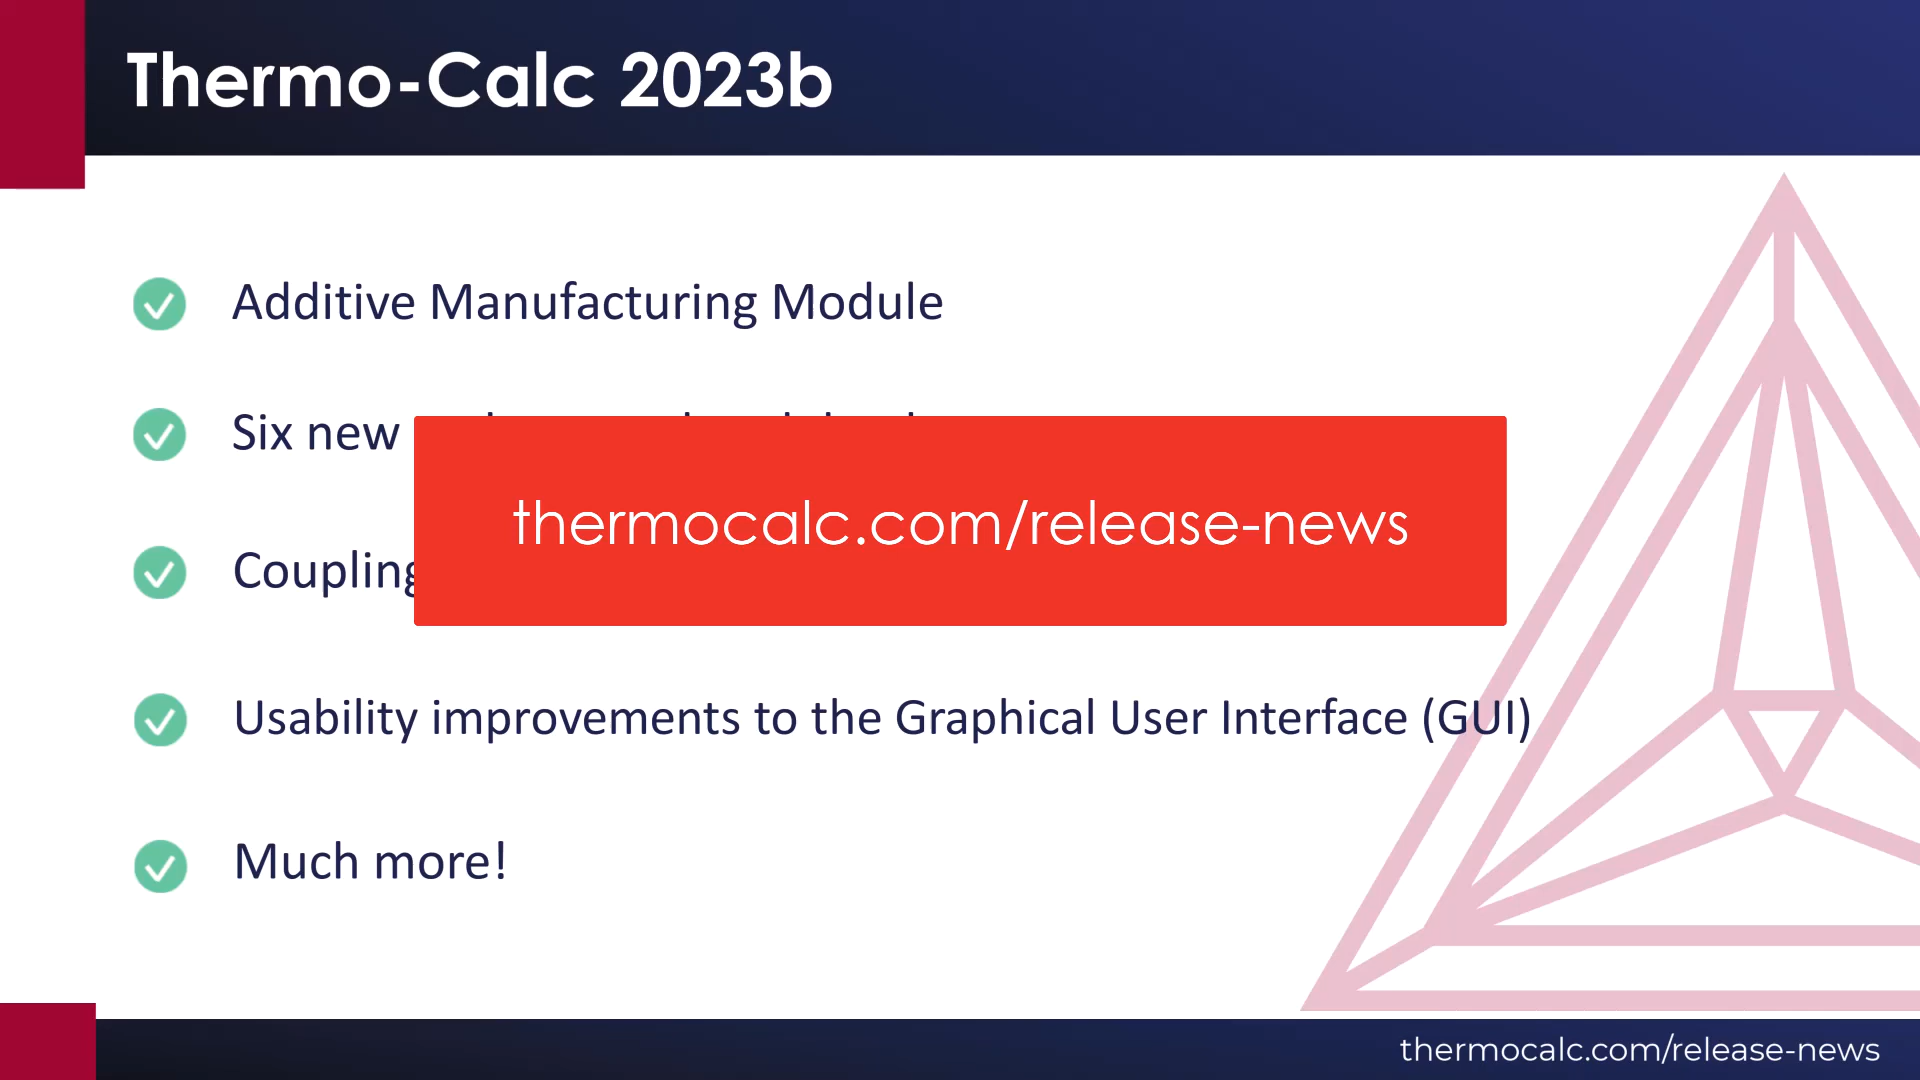 Thermo-Calc 2023b
Additive Manufacturing Module
Six new
thermocalc.com/release-news
Coupling
Usability improvements to the Graphical User Interface (GUI)
Much more!
thermocalc.com/release-news